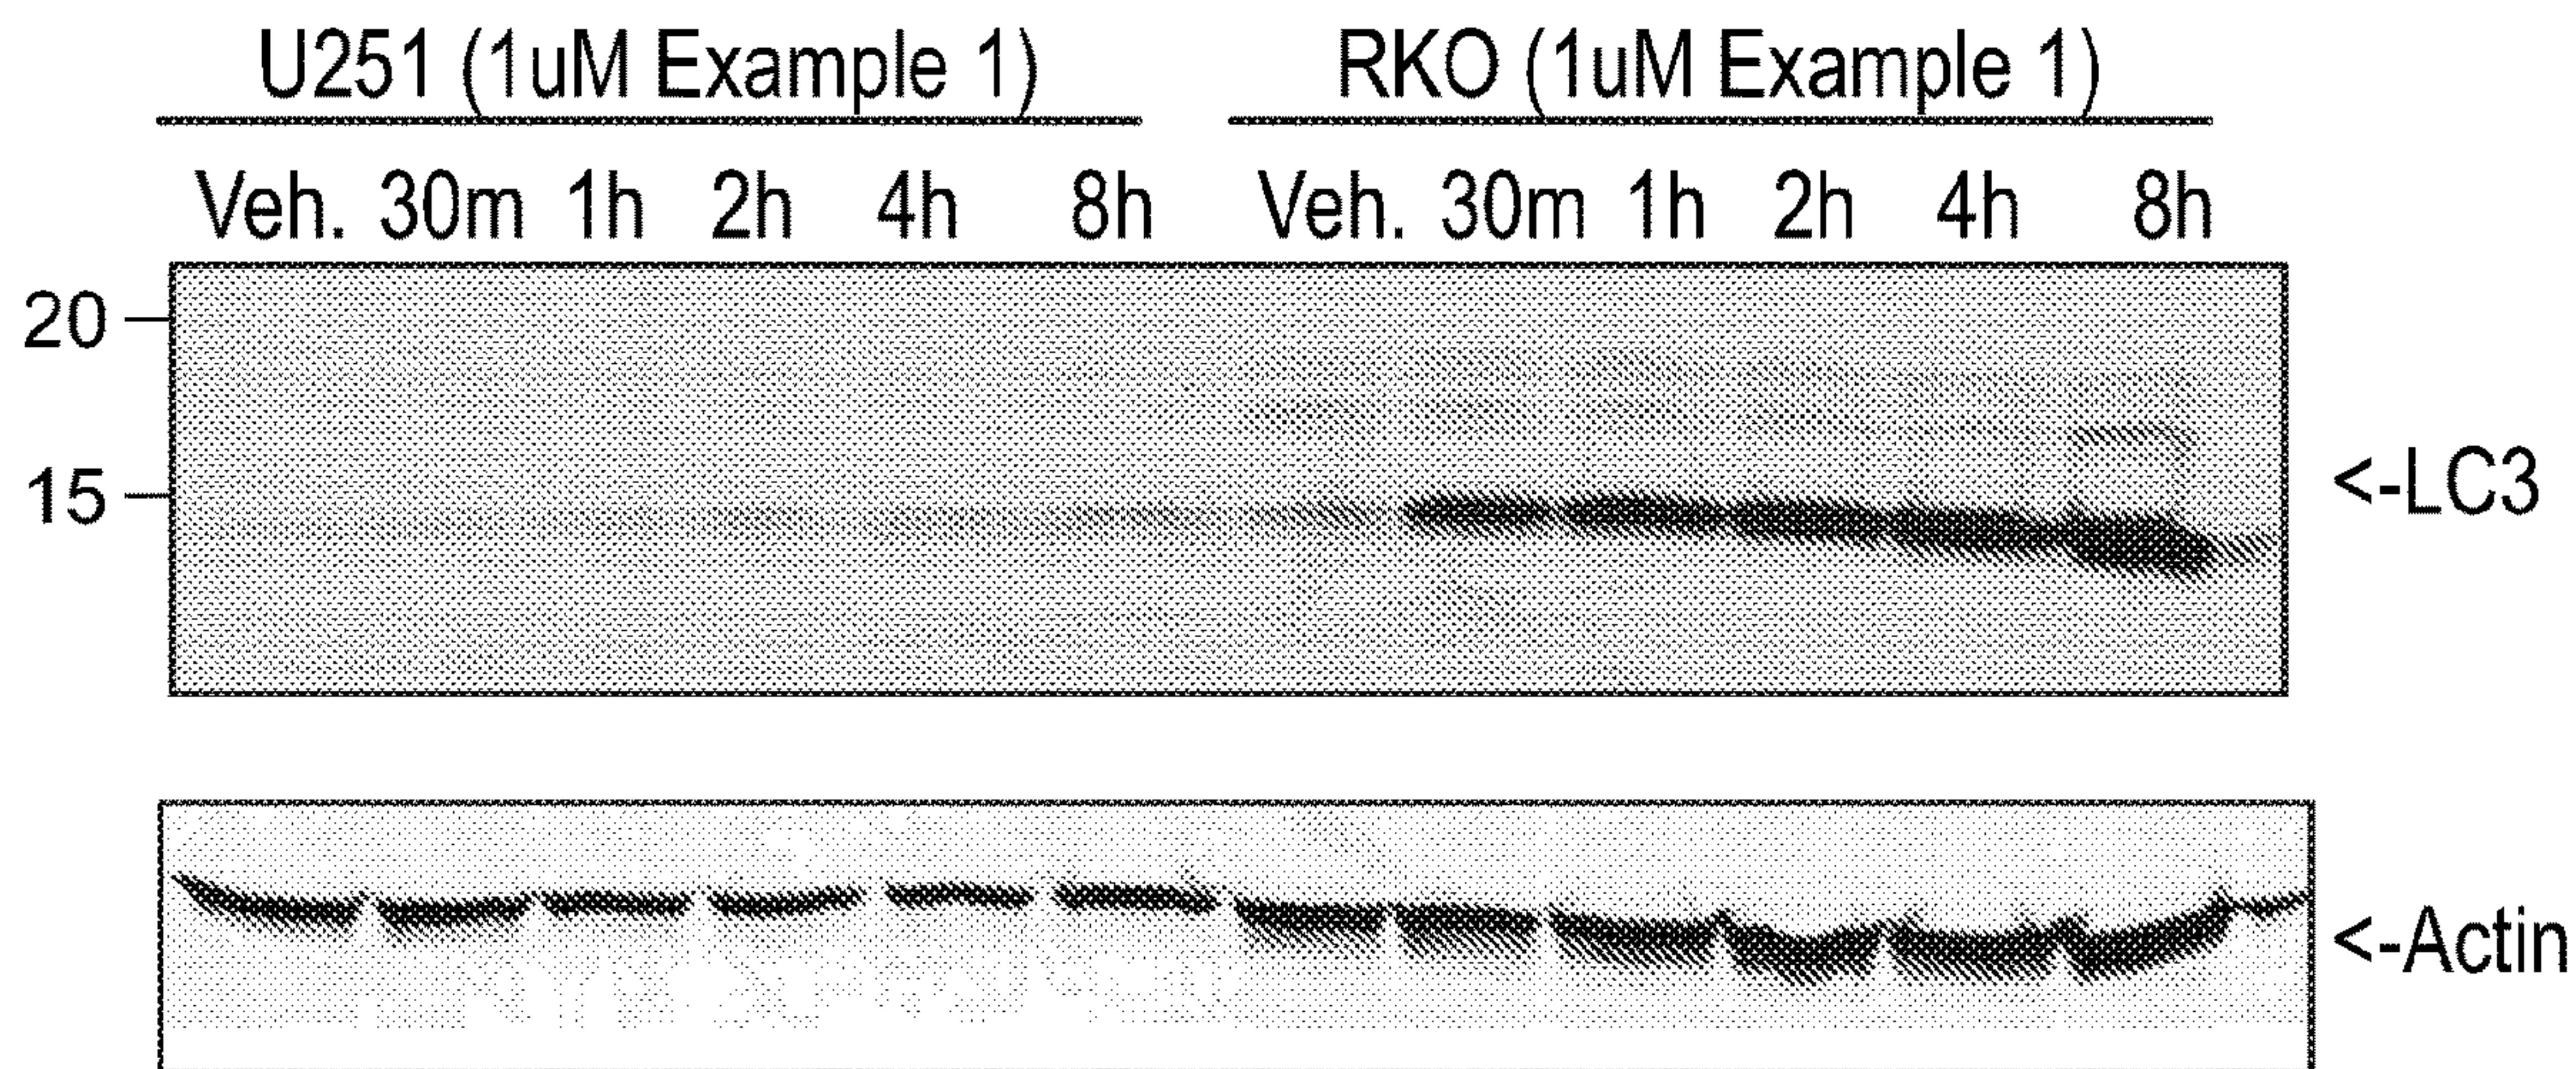 U251 (1uM Example 1) RKO (1uM Example 1)
Veh. 30m 1h 2h 4h 8h Veh. 30m 1h 2h 4h 8h
20
15
<-LC3
<-Actin